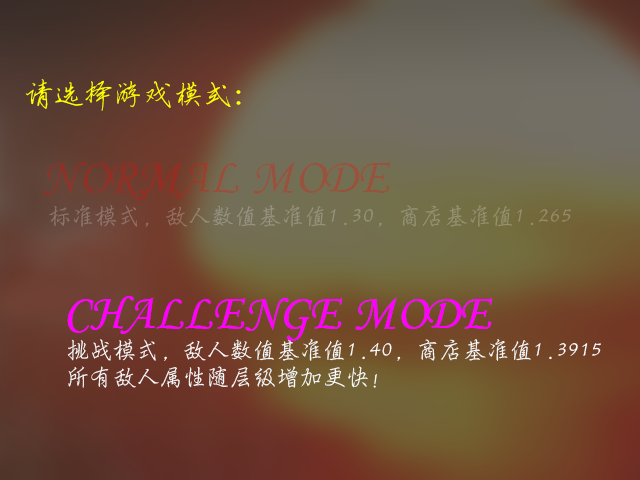 请选择游戏模式：
NORMAL MODE
标准模式，敌人数值基准值1.30，商店基准值1.265
CHALLENGE MODE
挑战模式，敌人数值基准值1.40，商店基准值1.3915
所有敌人属性随层级增加更快！